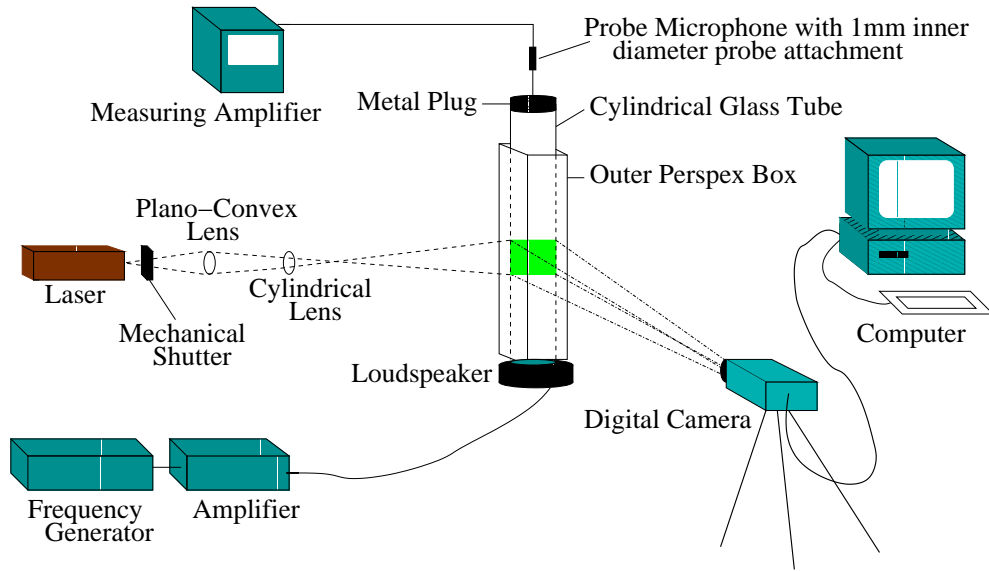 Probe Microphone with 1mm inner
diameter probe attachment
Measuring Amplifier
Metal Plug
Cylindrical Glass Tube
Outer Perspex Box
Plano−Convex
Lens
Laser
Cylindrical
Lens
Mechanical
Shutter
Computer
Loudspeaker
Digital Camera
Frequency
Generator
Amplifier